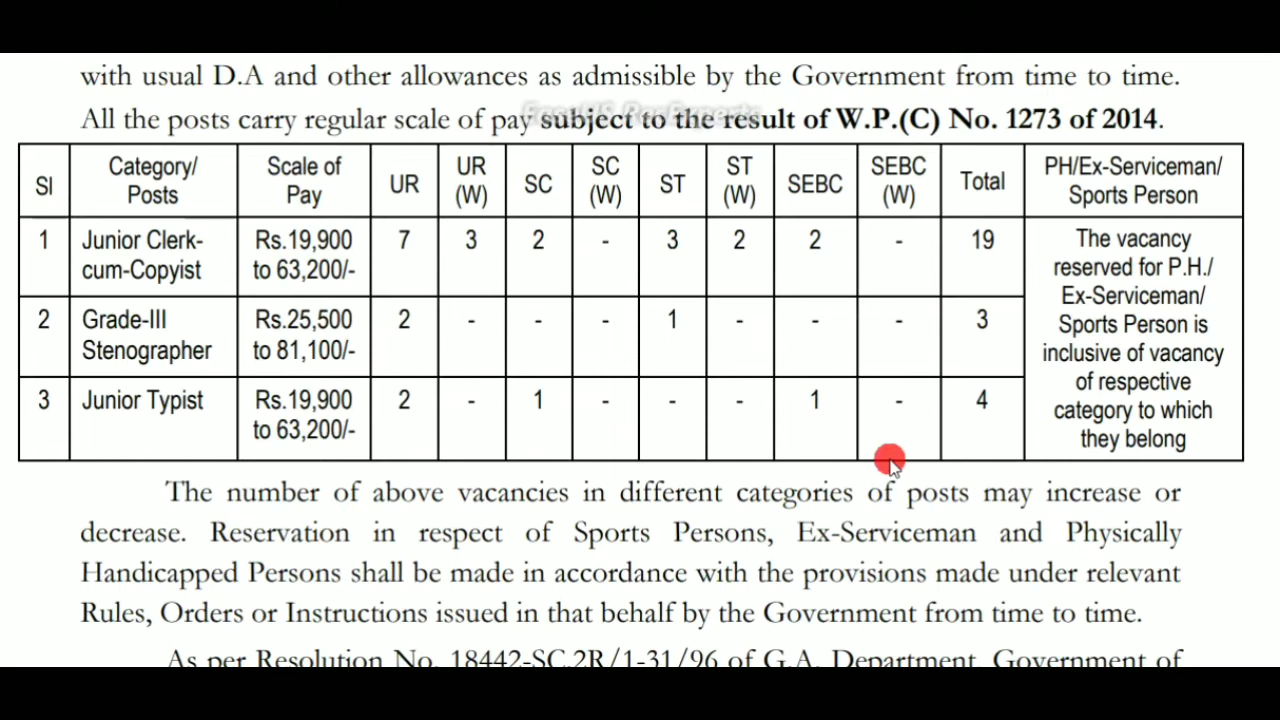 with usual D.A and other allowances as admissible by the Government from time to time.
All the posts carry regular scale of pay subject to the result of W.P.(C) No. 1273 of 2014.
Sl Category/ Posts Scale of Pay UR UR (W) SC SC (W) ST ST (W) SEBC SEBC (W) Total PH/Ex-Serviceman/ Sports Person
1 Junior Clerk-cum-Copyist Rs.19,900 to 63,200/- 7 3 2 - 3 2 2 - 19
2 Grade-III Stenographer Rs.25,500 to 81,100/- 2 - - - 1 - - - 3
3 Junior Typist Rs.19,900 to 63,200/- 2 - 1 - - - 1 - 4
The vacancy
reserved for P.H./
Ex-Serviceman/
Sports Person is
inclusive of vacancy
of respective
category to which
they belong
The number of above vacancies in different categories of posts may increase or
decrease. Reservation in respect of Sports Persons, Ex-Serviceman and Physically
Handicapped Persons shall be made in accordance with the provisions made under relevant
Rules, Orders or Instructions issued in that behalf by the Government from time to time.
As per Resolution No. 18442-SC.2R/1-31/96 of G.A. Department, Government of